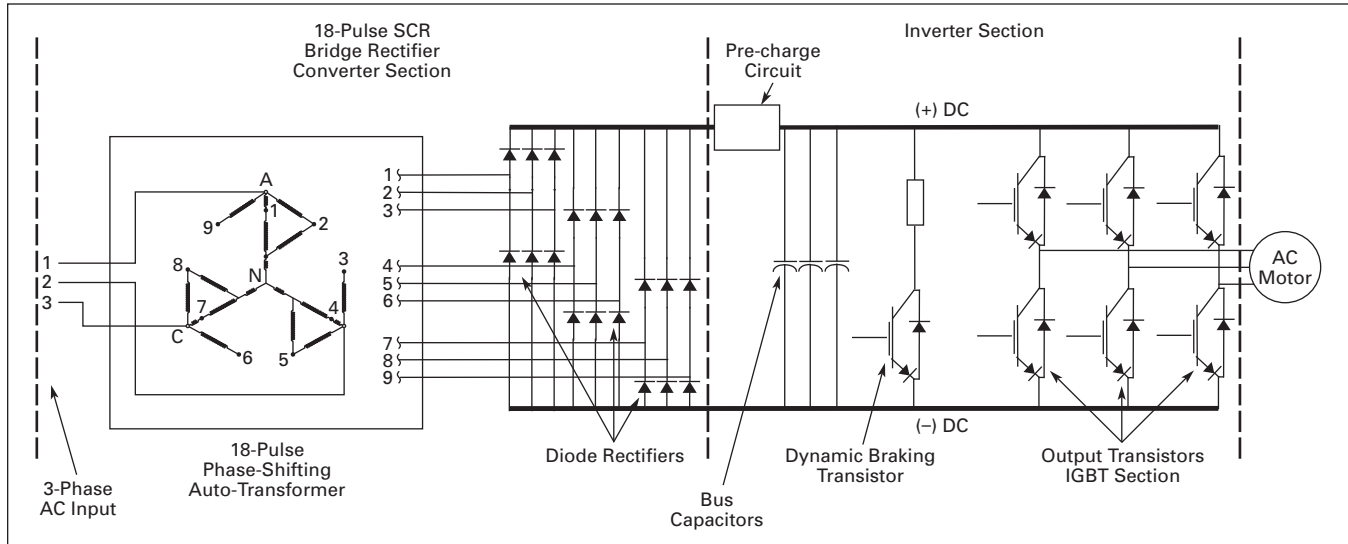 18-Pulse SCR
Bridge Rectifier
Converter Section
Inverter Section
Pre-charge
Circuit
(+) DC
A
1
9
2
8
N
3
7
4
C
6
5
1
2
3
1
2
3
4
5
6
7
8
9
AC
Motor
(–) DC
18-Pulse
Phase-Shifting
Auto-Transformer
3-Phase
AC Input
Diode Rectifiers
Bus
Capacitors
Dynamic Braking
Transistor
Output Transistors
IGBT Section